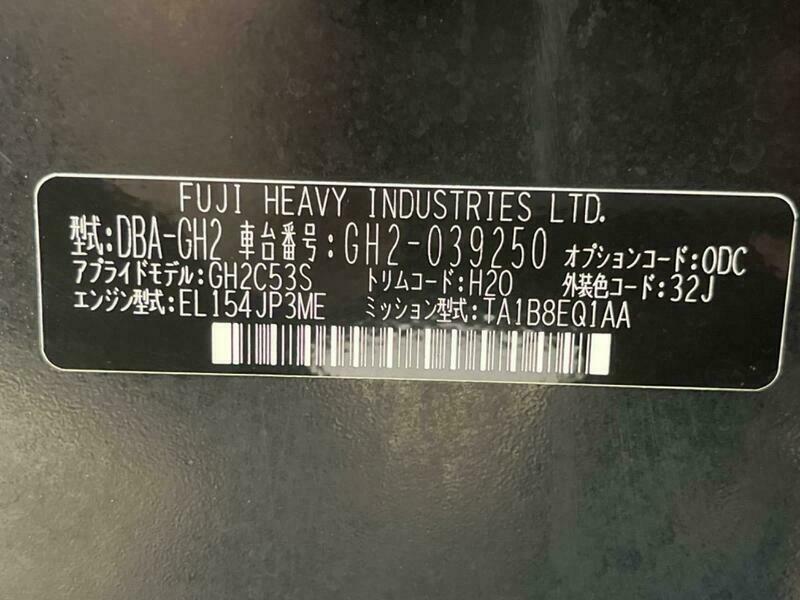 FUJI HEAVY INDUSTRIES LTD.
型式:DBA-GH2 車台番号:GH2-039250 オプションコード:ODC
アプライドモデル:GH2C53S トリムコード:H20 外装色コード:32J
エンジン型式:EL154JP3ME ミッション型式:TA1B8EQ1AA